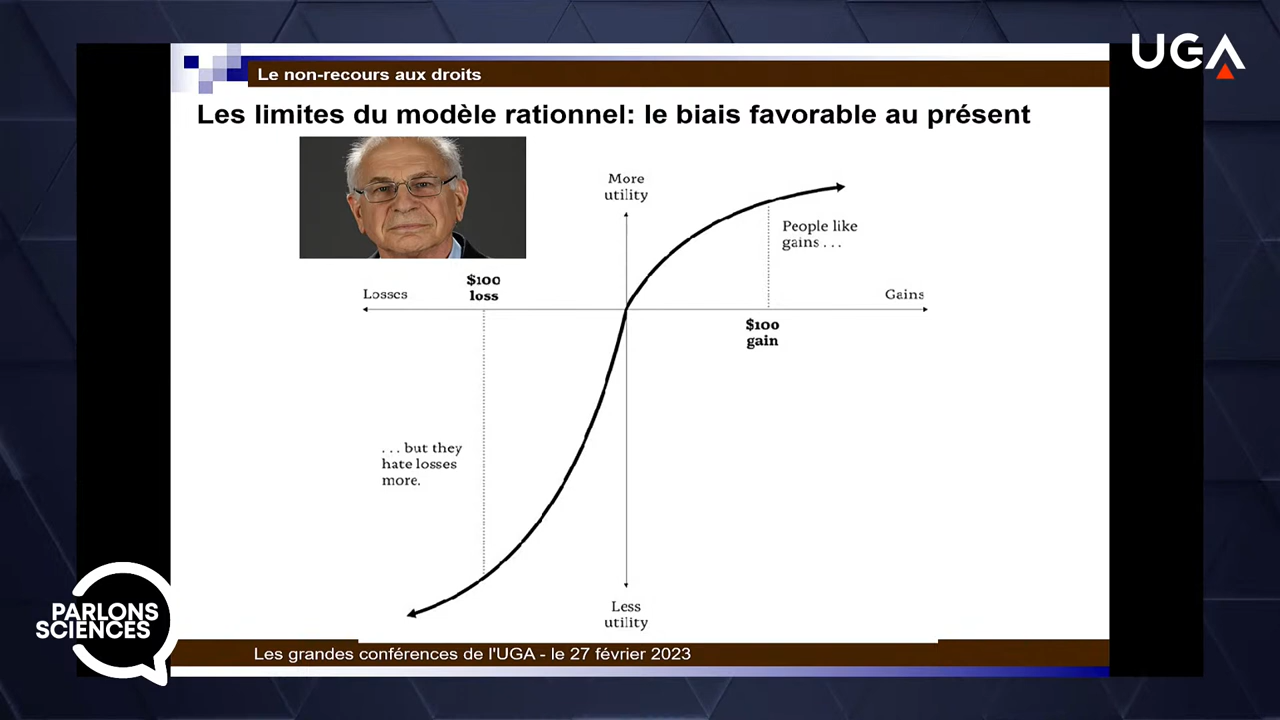 UGA
Le non-recours aux droits
Les limites du modèle rationnel: le biais favorable au présent
More
utility
People like
gains . . .
$100
loss
Losses
Gains
$100
gain
. . . but they
hate losses
more.
Less
utility
PARLONS
SCIENCES
Les grandes conférences de l'UGA - le 27 février 2023